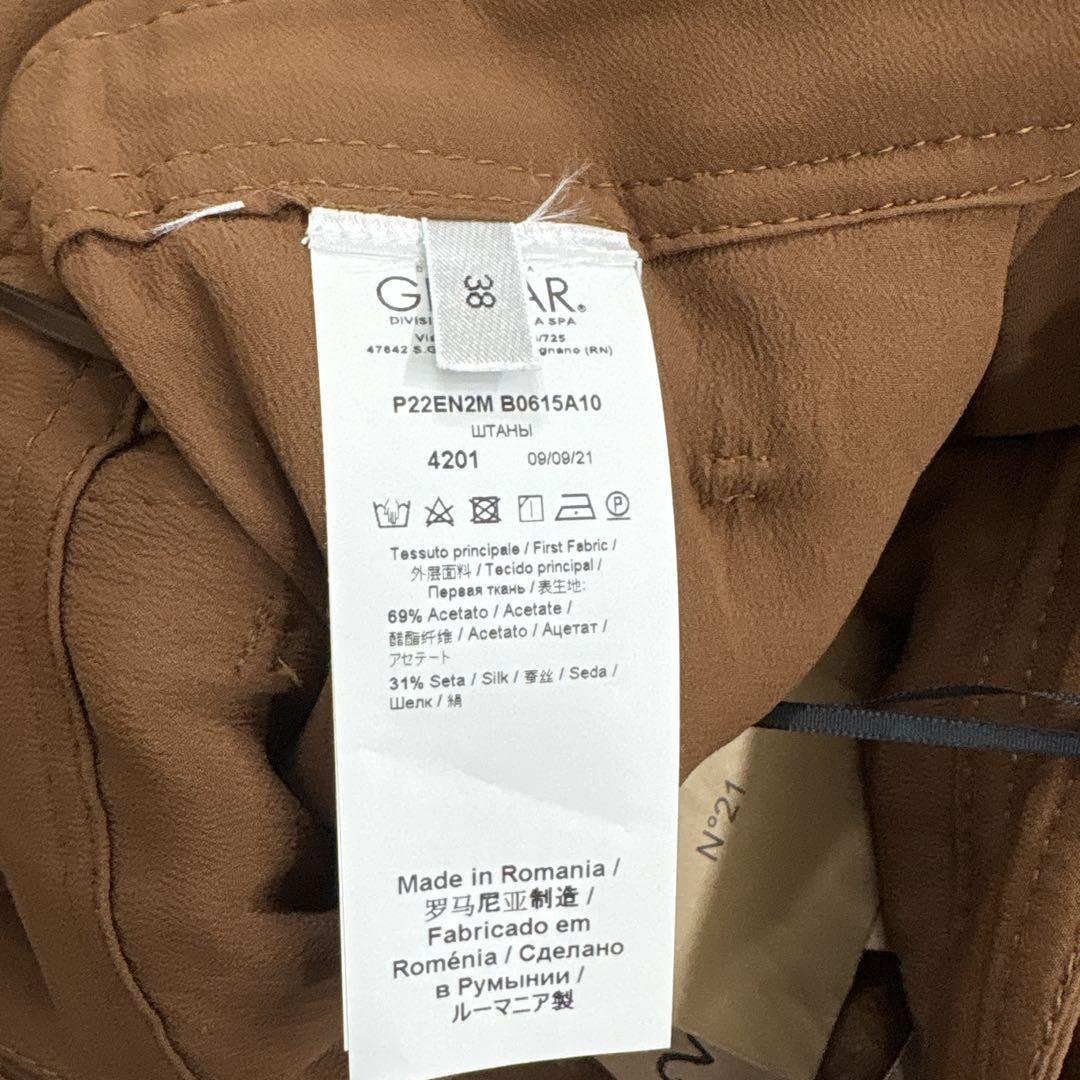 38
DIVISI A SPA
/725
47842 S.G gnano (RN)
P22EN2M B0615A10
ШТАНЫ
4201 09/09/21
P
Tessuto principale / First Fabric /
外层面料 / Tecido principal /
Первая ткань / 表生地:
69% Acetato / Acetate /
醋酯纤维 / Acetato / Ацетат /
アセテート
31% Seta / Silk / 蚕丝 / Seda /
Шелк / 絹
Made in Romania /
罗马尼亚制造 /
Fabricado em
Roménia / Сделано
в Румынии /
ルーマニア製
N°21